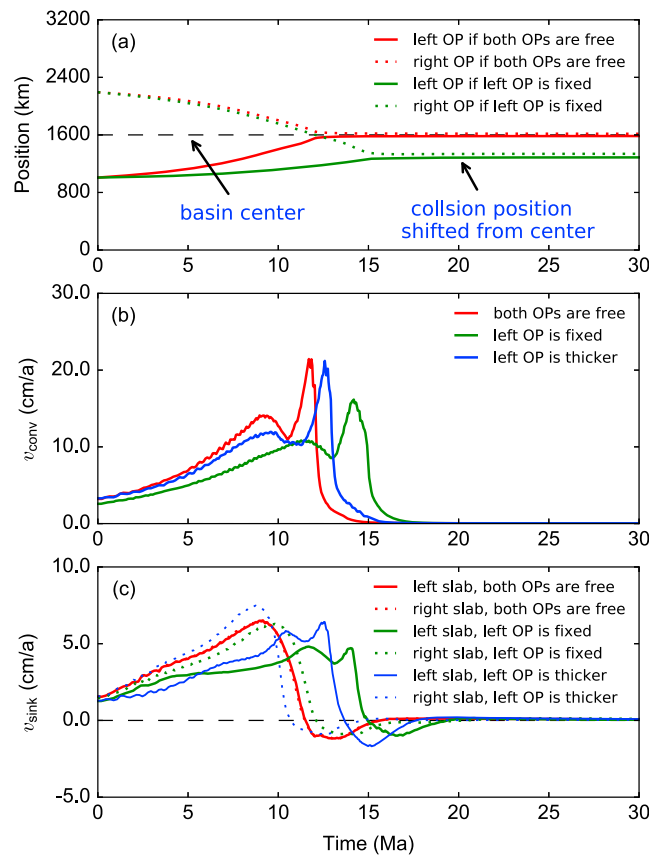 (a)
left OP if both OPs are free
right OP if both OPs are free
left OP if left OP is fixed
right OP if left OP is fixed
Position (km)
3200
2400
1600
800
0
basin center
collsion position
shifted from center
0 5 10 15 20 25 30
(b)
both OPs are free
left OP is fixed
left OP is thicker
v_conv (cm/a)
30.0
20.0
10.0
0.0
0 5 10 15 20 25 30
(c)
left slab, both OPs are free
right slab, both OPs are free
left slab, left OP is fixed
right slab, left OP is fixed
left slab, left OP is thicker
right slab, left OP is thicker
v_sink (cm/a)
10.0
5.0
0.0
-5.0
0 5 10 15 20 25 30
Time (Ma)